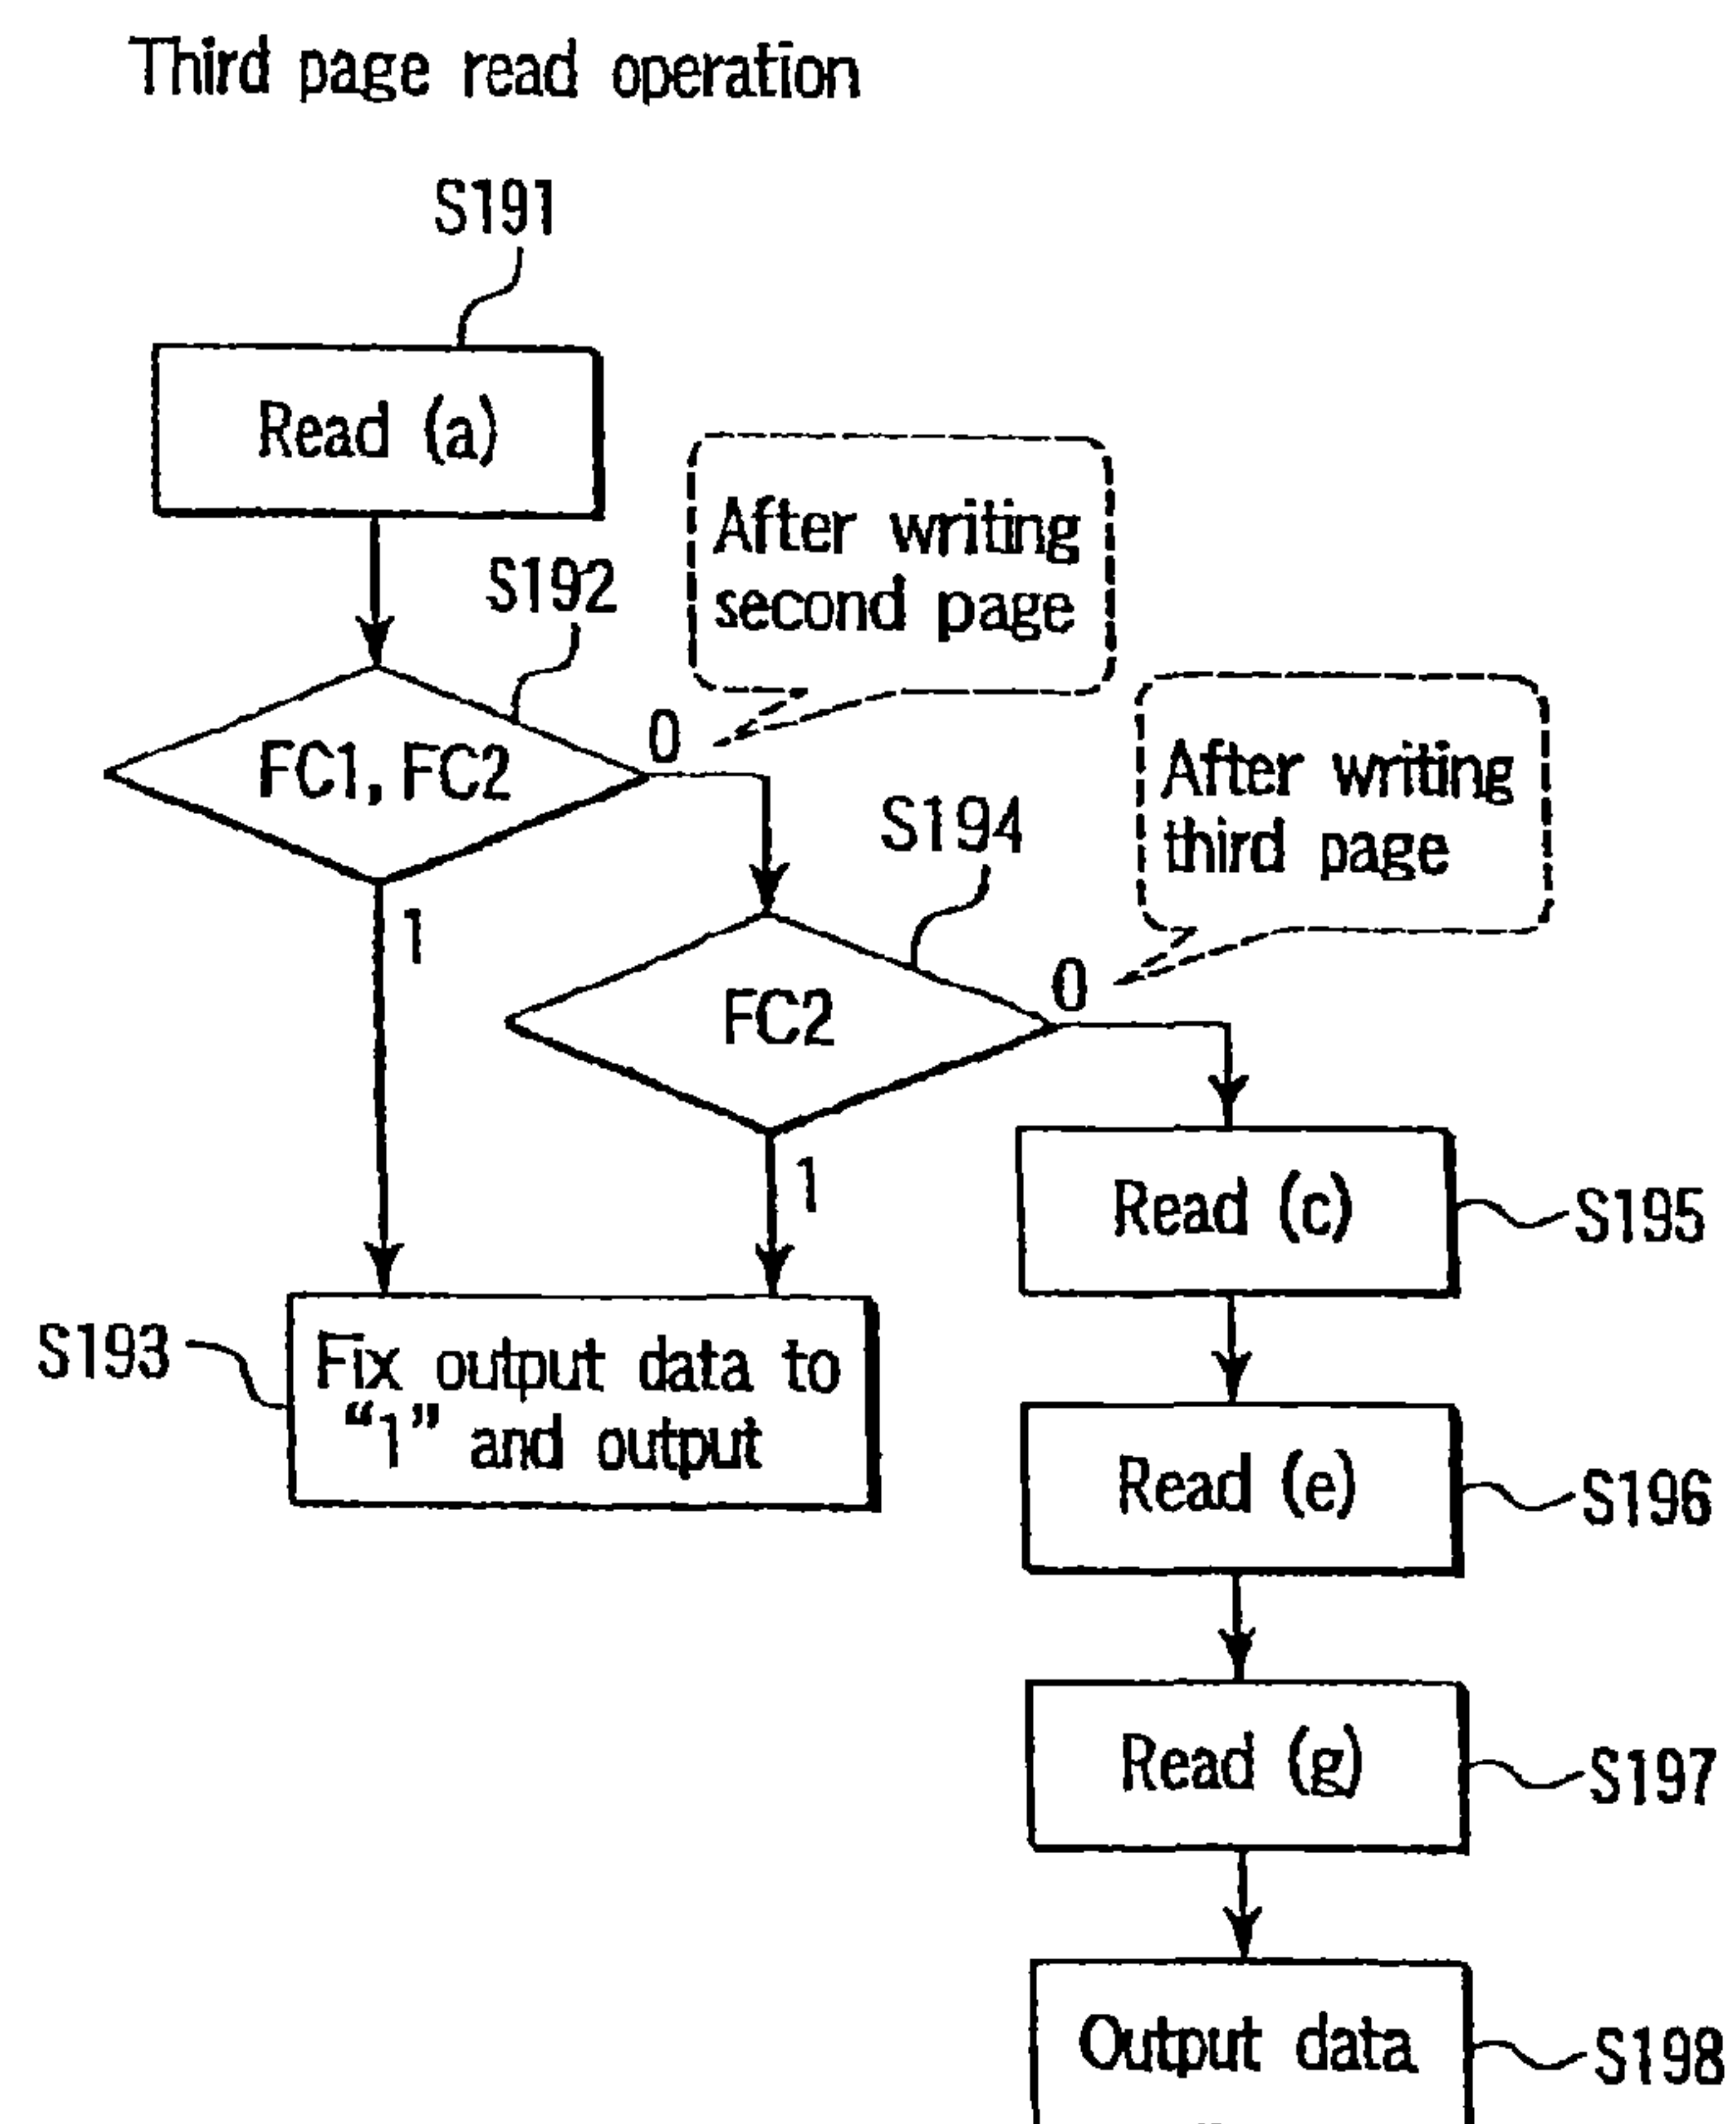 Third page read operation
S191
Read (a)
After writing
second page
S192
0
FC1, FC2
After writing
third page
S194
1
0
FC2
1
Read (c)
S195
S193
Fix output data to
“1” and output
Read (e)
S196
Read (g)
S197
Output data
S198